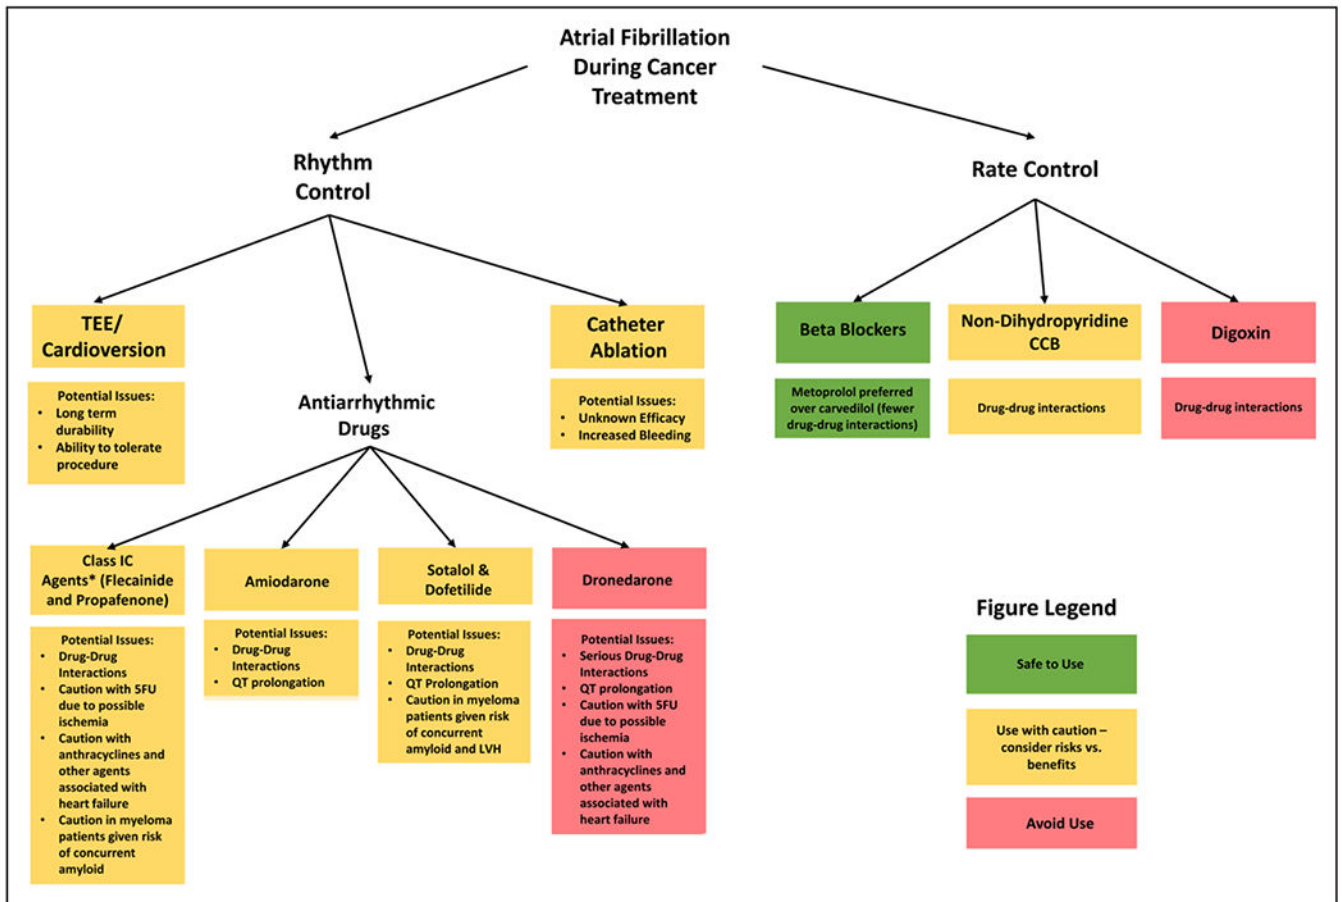 Atrial Fibrillation
During Cancer
Treatment
Rhythm
Control
Rate Control
TEE/
Cardioversion
Potential Issues:
• Long term
durability
• Ability to tolerate
procedure
Antiarrhythmic
Drugs
Catheter
Ablation
Potential Issues:
• Unknown Efficacy
• Increased Bleeding
Beta Blockers
Metoprolol preferred
over carvedilol (fewer
drug-drug interactions)
Non-Dihydropyridine
CCB
Drug-drug interactions
Digoxin
Drug-drug interactions
Class IC
Agents* (Flecainide
and Propafenone)
Potential Issues:
• Drug-Drug
Interactions
• Caution with 5FU
due to possible
ischemia
• Caution with
anthracyclines and
other agents
associated with
heart failure
• Caution in myeloma
patients given risk
of concurrent
amyloid
Amiodarone
Potential Issues:
• Drug-Drug
Interactions
• QT prolongation
Sotalol &
Dofetilide
Potential Issues:
• Drug-Drug
Interactions
• QT Prolongation
• Caution in myeloma
patients given risk
of concurrent
amyloid and LVH
Dronedarone
Potential Issues:
• Serious Drug-Drug
Interactions
• QT prolongation
• Caution with 5FU
due to possible
ischemia
• Caution with
anthracyclines and
other agents
associated with
heart failure
Figure Legend
Safe to Use
Use with caution –
consider risks vs.
benefits
Avoid Use